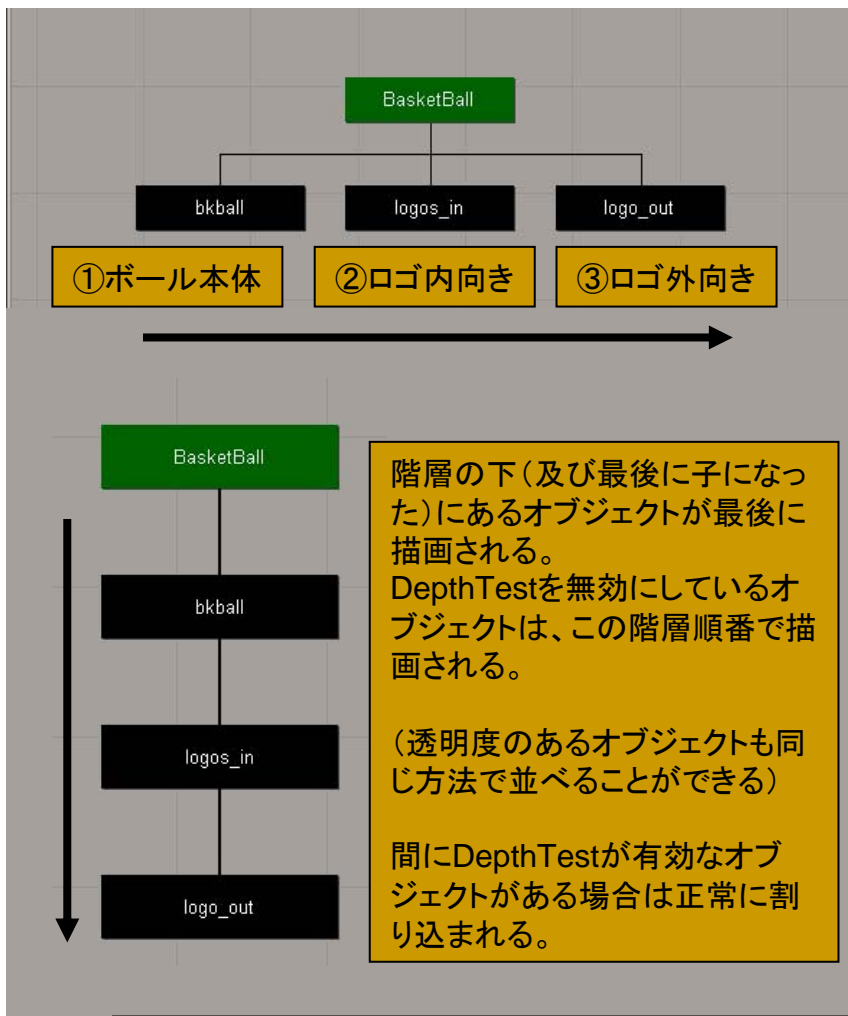 BasketBall
bkball
logos_in
logo_out
①ボール本体
②ロゴ内向き
③ロゴ外向き
BasketBall
bkball
logos_in
logo_out
階層の下(及び最後に子になっ
た)にあるオブジェクトが最後に
描画される。
DepthTestを無効にしているオ
ブジェクトは、この階層順番で描
画される。
(透明度のあるオブジェクトも同
じ方法で並べることができる)
間にDepthTestが有効なオブ
ジェクトがある場合は正常に割
り込まれる。